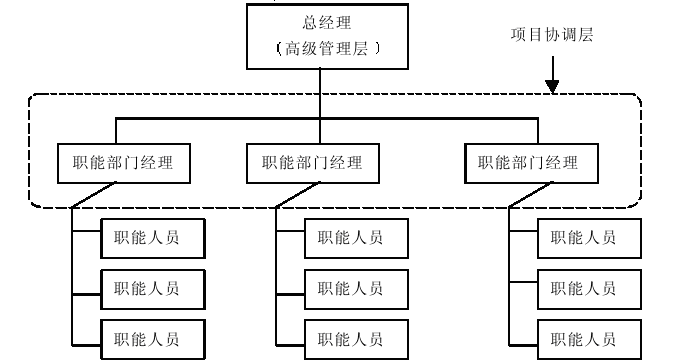 总经理
（高级管理层）
项目协调层
职能部门经理 职能部门经理 职能部门经理
职能人员 职能人员 职能人员
职能人员 职能人员 职能人员
职能人员 职能人员 职能人员